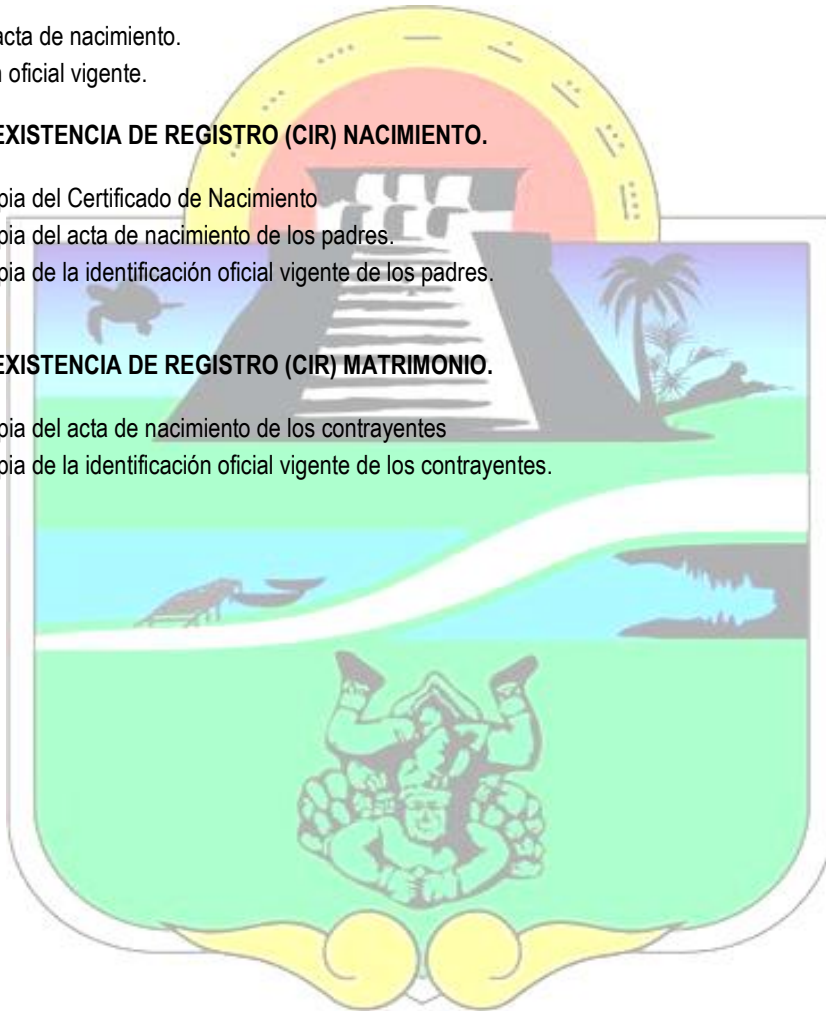 acta de nacimiento.
oficial vigente.
EXISTENCIA DE REGISTRO (CIR) NACIMIENTO.
pia del Certificado de Nacimiento
pia del acta de nacimiento de los padres.
pia de la identificación oficial vigente de los padres.
EXISTENCIA DE REGISTRO (CIR) MATRIMONIO.
pia del acta de nacimiento de los contrayentes
pia de la identificación oficial vigente de los contrayentes.